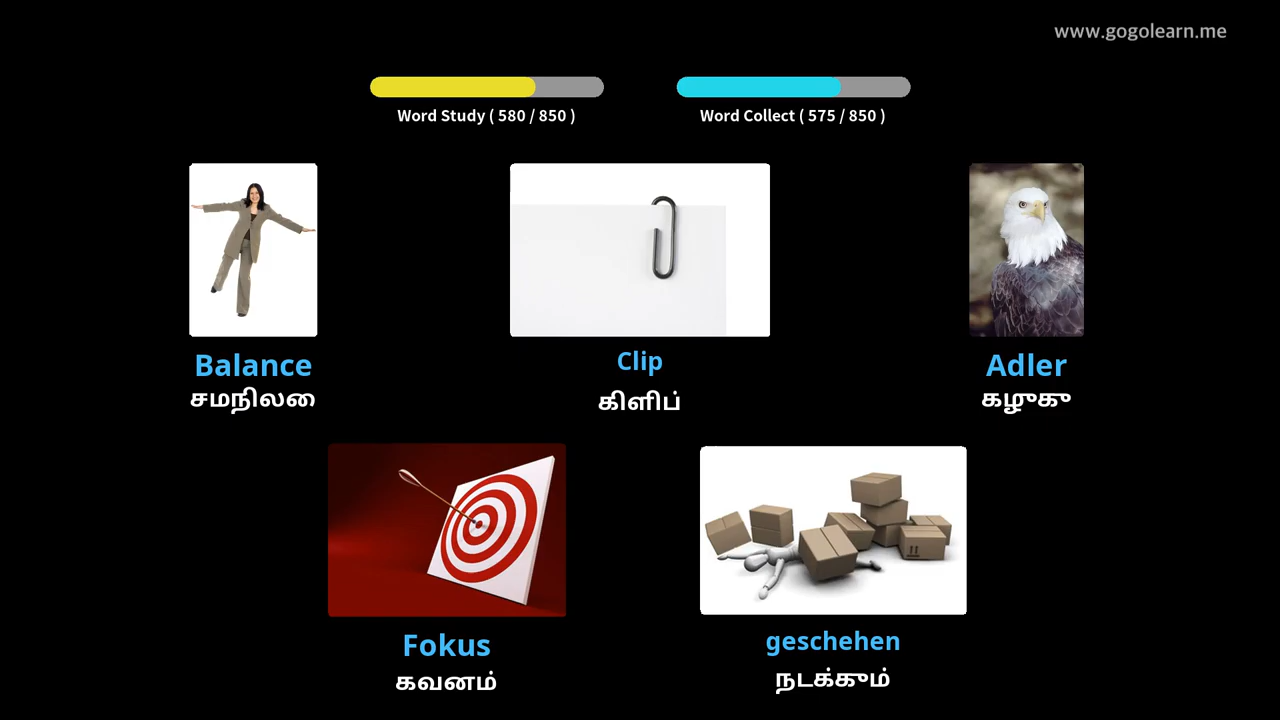 www.gogolearn.me
Word Study ( 580 / 850 )
Word Collect ( 575 / 850 )
Balance
சமநிலை
Clip
கிளிப்
Adler
கழுகு
Fokus
கவனம்
geschehen
நடக்கும்